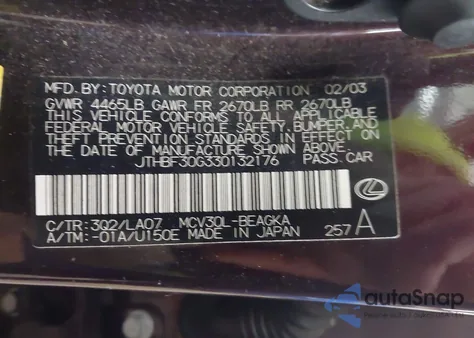 MFD. BY: TOYOTA MOTOR CORPORATION 02/03
GVWR 4465LB GAWR FR 2670LB RR 2670LB
THIS VEHICLE CONFORMS TO ALL APPLICABLE
FEDERAL MOTOR VEHICLE SAFETY, BUMPER, AND
THEFT PREVENTION STANDARDS IN EFFECT ON
THE DATE OF MANUFACTURE SHOWN ABOVE.
JTHBF30G330132176 PASS. CAR
C/TR: 3Q2/LA07 MCV30L-BEAGKA
A/TM: -01A/U150E MADE IN JAPAN 257 A
autoSnap